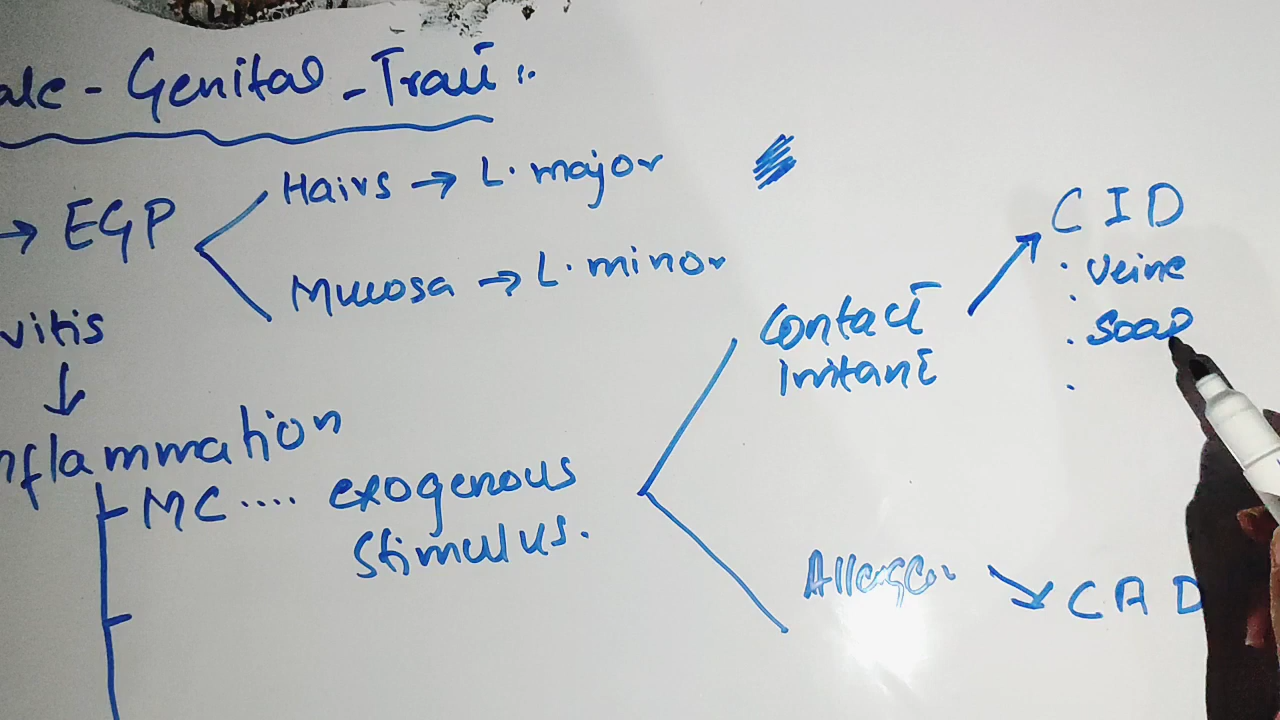 ale - Genital - Tract :-
→ EGP
Hairs → L. major
Mucosa → L. minor
vitis
↓
nflammation
MC .... exogenous
stimulus.
Contact
Irritant
→ CID
. Veine
. Soap
.
Allergen → CAD